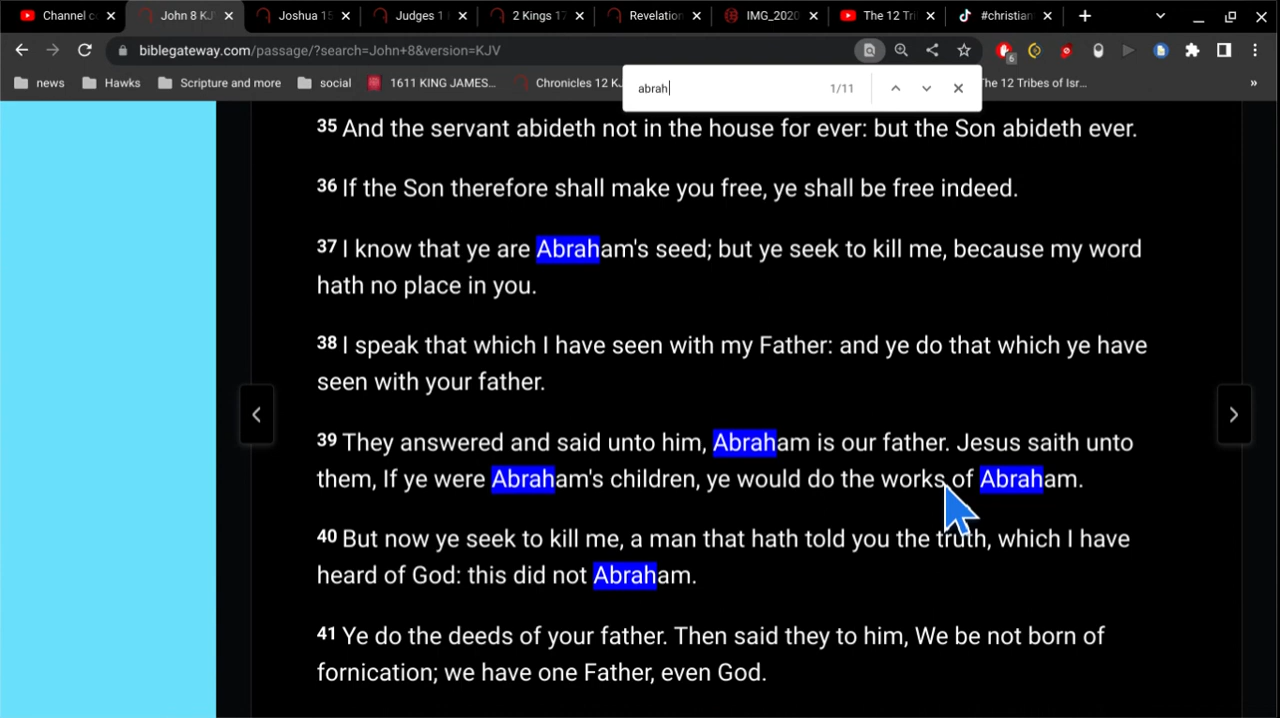 Channel c
John 8 KJ
Joshua 15
Judges 1
2 Kings 17
Revelation
IMG_2020
The 12 Tri
#christian
biblegateway.com/passage/?search=John+8&version=KJV
6
news
Hawks
Scripture and more
social
1611 KING JAMES...
Chronicles 12 K
The 12 Tribes of Isr...
»
abrah
1/11
35 And the servant abideth not in the house for ever: but the Son abideth ever.
36 If the Son therefore shall make you free, ye shall be free indeed.
37 I know that ye are Abraham's seed; but ye seek to kill me, because my word
hath no place in you.
38 I speak that which I have seen with my Father: and ye do that which ye have
seen with your father.
39 They answered and said unto him, Abraham is our father. Jesus saith unto
them, If ye were Abraham's children, ye would do the works of Abraham.
40 But now ye seek to kill me, a man that hath told you the truth, which I have
heard of God: this did not Abraham.
41 Ye do the deeds of your father. Then said they to him, We be not born of
fornication; we have one Father, even God.